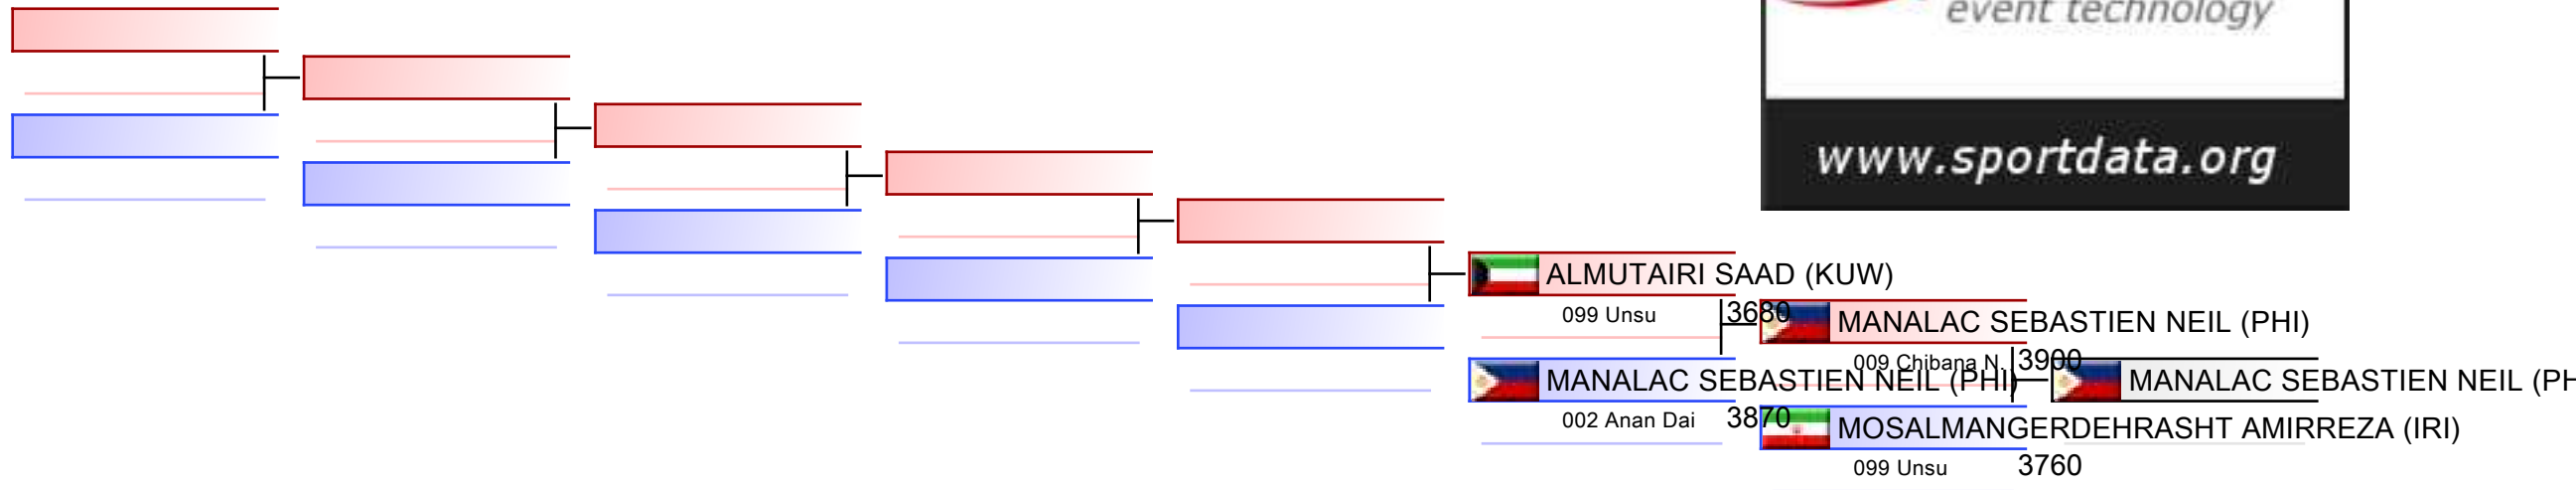 event technology
www.sportdata.org
ALMUTAIRI SAAD (KUW)
099 Unsu 3680
MANALAC SEBASTIEN NEIL (PHI)
009 Chibana N. 3900
MANALAC SEBASTIEN NEIL (PHI)
MANALAC SEBASTIEN NEIL (PH
002 Anan Dai 3870
MOSALMANGERDEHRASHT AMIRREZA (IRI)
099 Unsu 3760